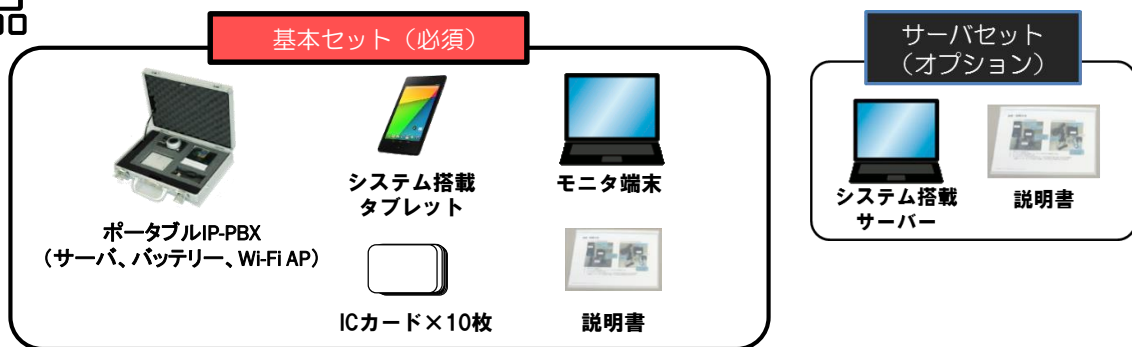 品
基本セット（必須）
サーバセット
（オプション）
システム搭載
タブレット
モニタ端末
ポータブルIP-PBX
（サーバ、バッテリー、Wi-Fi AP）
ICカード×10枚
説明書
システム搭載
サーバー
説明書